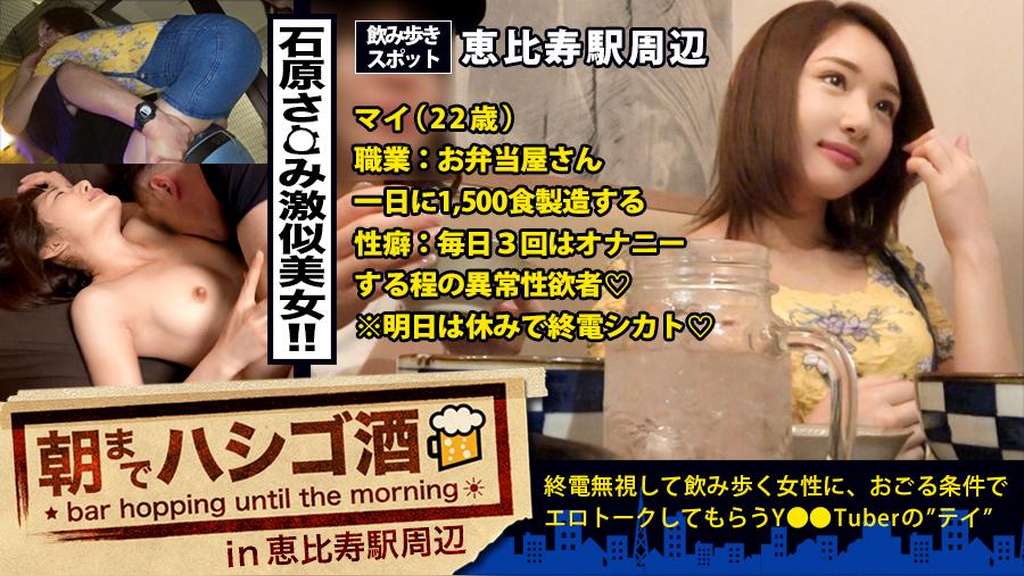 石原さ〇み激似美女!!
飲み歩き
スポット
恵比寿駅周辺
マイ（22歳）
職業：お弁当屋さん
一日に1,500食製造する
性癖：毎日３回はオナニー
する程の異常性欲者♡
※明日は休みで終電シカト♡
朝までハシゴ酒
★ bar hopping until the morning ☀
in 恵比寿駅周辺
終電無視して飲み歩く女性に、おごる条件で
エロトークしてもらうY●●Tuberの”テイ”